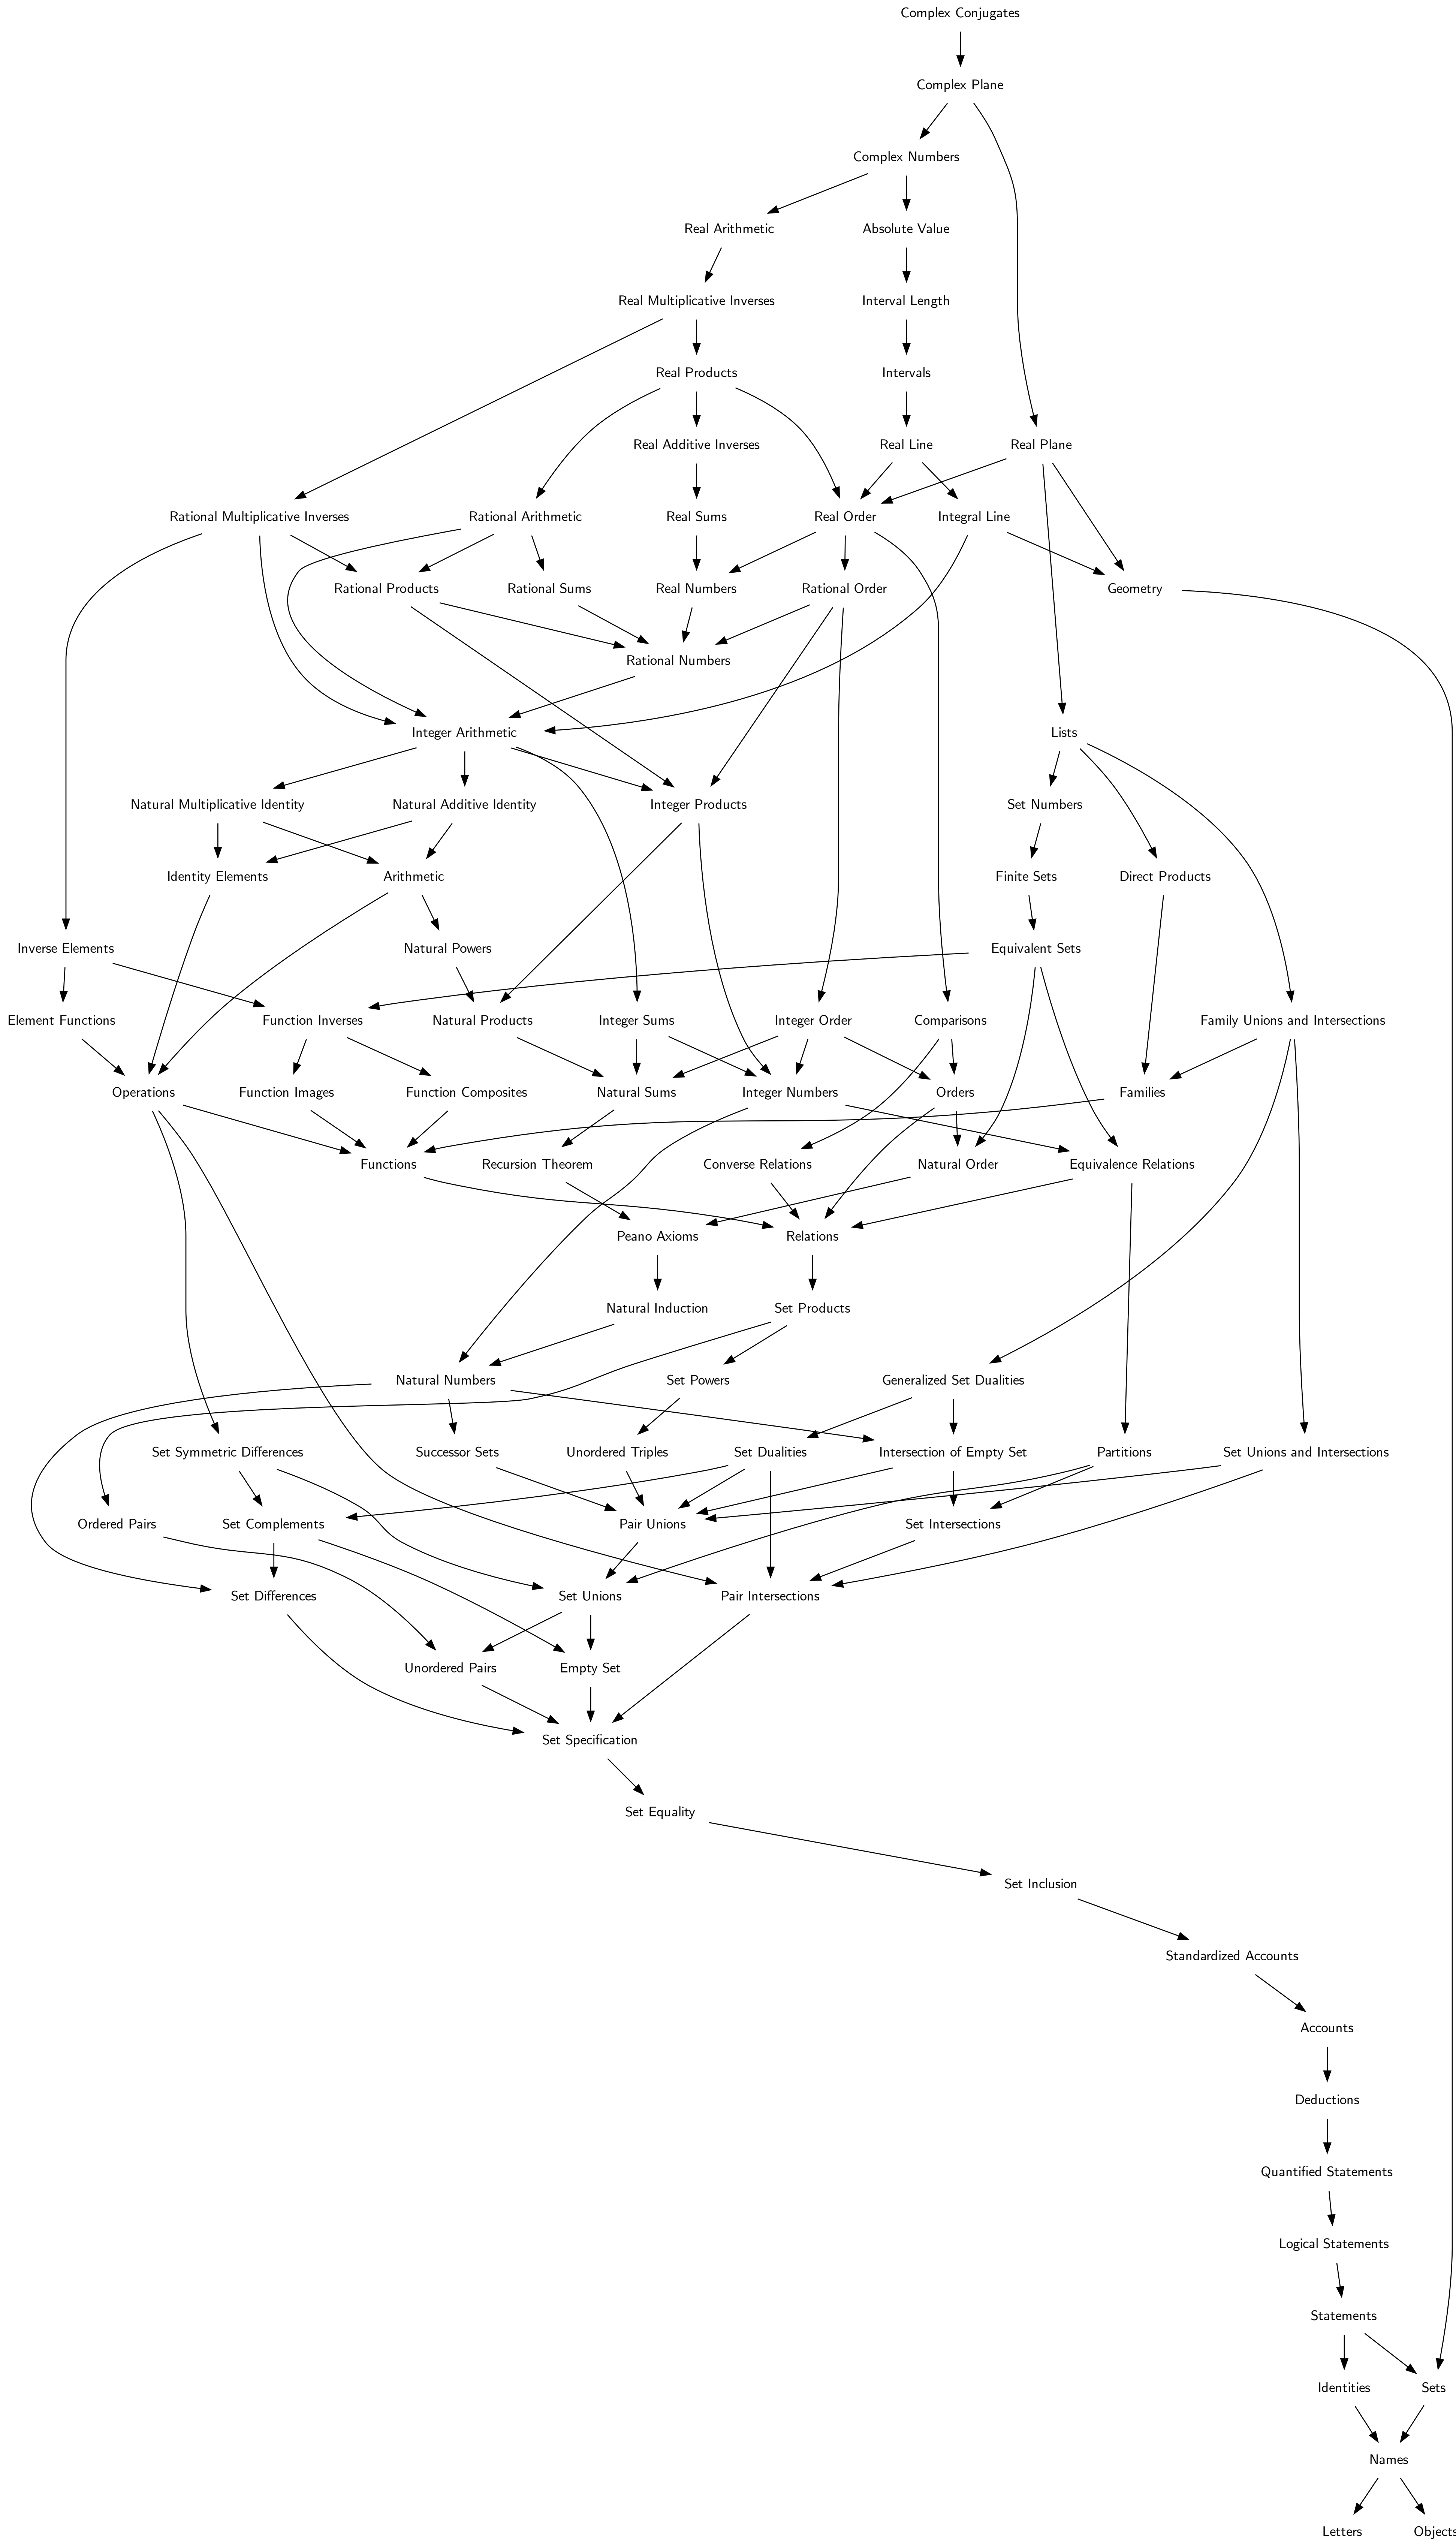 Complex Conjugates
Complex Plane
Complex Numbers
Real Arithmetic
Absolute Value
Real Multiplicative Inverses
Interval Length
Real Products
Intervals
Real Additive Inverses
Real Line
Real Plane
Rational Multiplicative Inverses
Rational Arithmetic
Real Sums
Real Order
Integral Line
Rational Products
Rational Sums
Real Numbers
Rational Order
Geometry
Rational Numbers
Integer Arithmetic
Lists
Natural Multiplicative Identity
Natural Additive Identity
Integer Products
Set Numbers
Identity Elements
Arithmetic
Finite Sets
Direct Products
Inverse Elements
Natural Powers
Equivalent Sets
Element Functions
Function Inverses
Natural Products
Integer Sums
Integer Order
Comparisons
Family Unions and Intersections
Operations
Function Images
Function Composites
Natural Sums
Integer Numbers
Orders
Families
Functions
Recursion Theorem
Converse Relations
Natural Order
Equivalence Relations
Peano Axioms
Relations
Natural Induction
Set Products
Natural Numbers
Set Powers
Generalized Set Dualities
Set Symmetric Differences
Successor Sets
Unordered Triples
Set Dualities
Intersection of Empty Set
Partitions
Set Unions and Intersections
Ordered Pairs
Set Complements
Pair Unions
Set Intersections
Set Differences
Set Unions
Pair Intersections
Unordered Pairs
Empty Set
Set Specification
Set Equality
Set Inclusion
Standardized Accounts
Accounts
Deductions
Quantified Statements
Logical Statements
Statements
Identities
Sets
Names
Letters
Objects